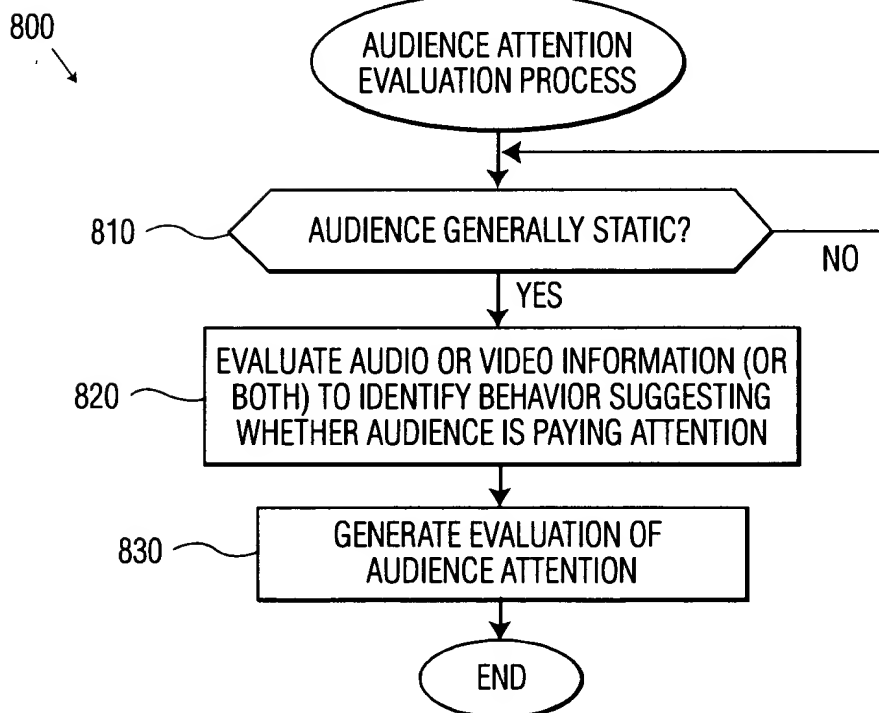 800
AUDIENCE ATTENTION
EVALUATION PROCESS
810
AUDIENCE GENERALLY STATIC?
NO
YES
820
EVALUATE AUDIO OR VIDEO INFORMATION (OR
BOTH) TO IDENTIFY BEHAVIOR SUGGESTING
WHETHER AUDIENCE IS PAYING ATTENTION
830
GENERATE EVALUATION OF
AUDIENCE ATTENTION
END